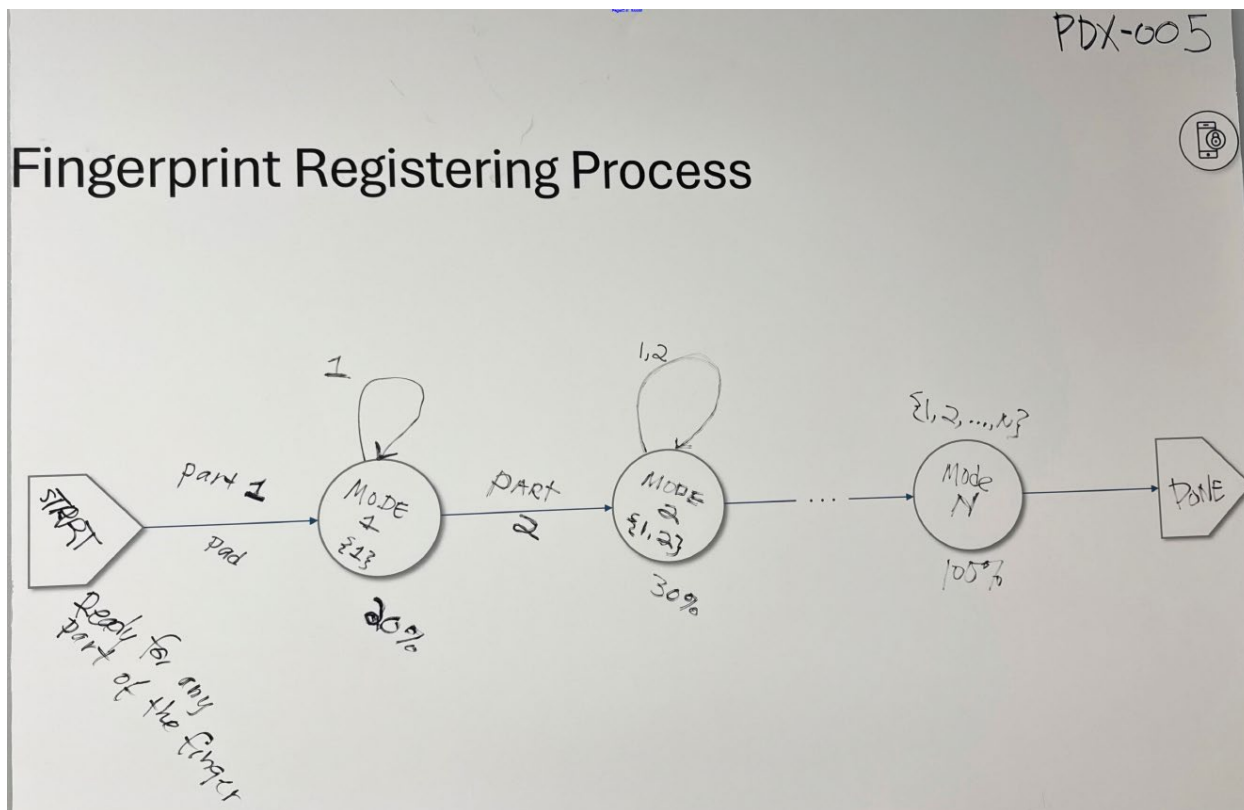 PDX-005
Fingerprint Registering Process
1
1,2
{1,2,...,N}
START
Part 1
Pad
MODE
1
{1}
20%
PART
2
MODE
2
{1,2}
30%
...
Mode
N
105%
DONE
Ready for any
part of the finger